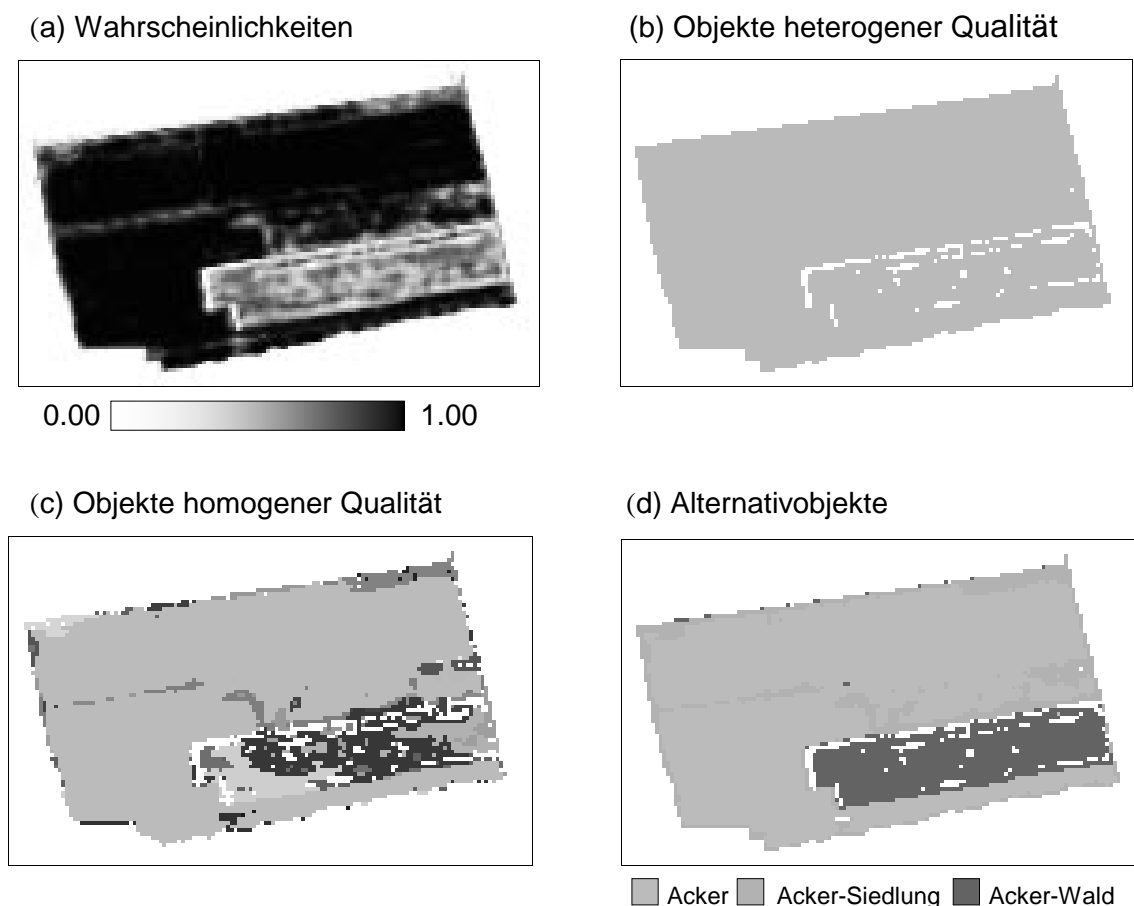 (a) Wahrscheinlichkeiten
(b) Objekte heterogener Qualität
0.00 1.00
(c) Objekte homogener Qualität
(d) Alternativobjekte
Acker Acker-Siedlung Acker-Wald